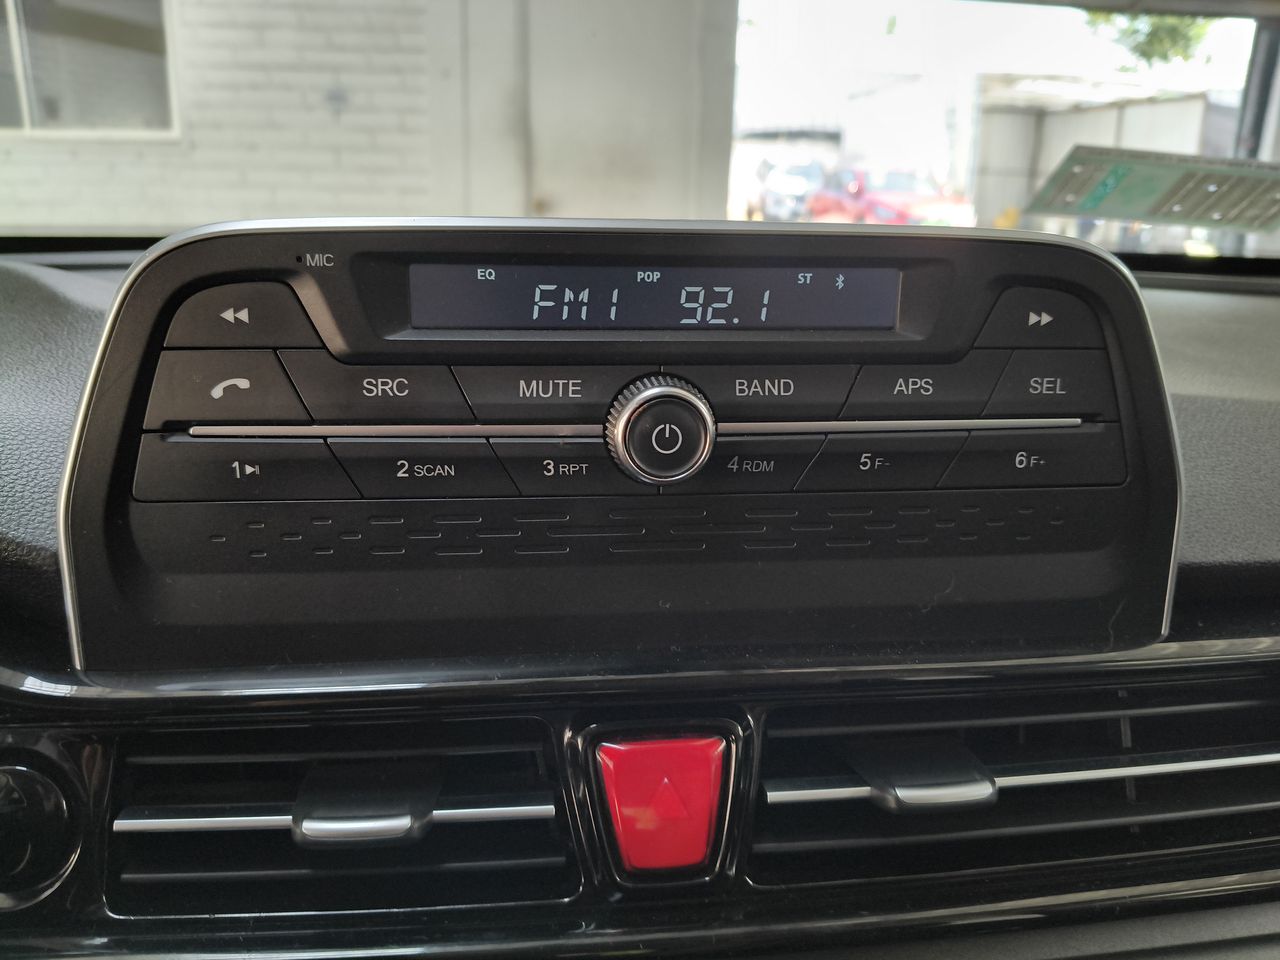 MIC
EQ POP ST
FM1 92.1
SRC MUTE BAND APS SEL
1 2 SCAN 3 RPT 4 RDM 5 F- 6 F+